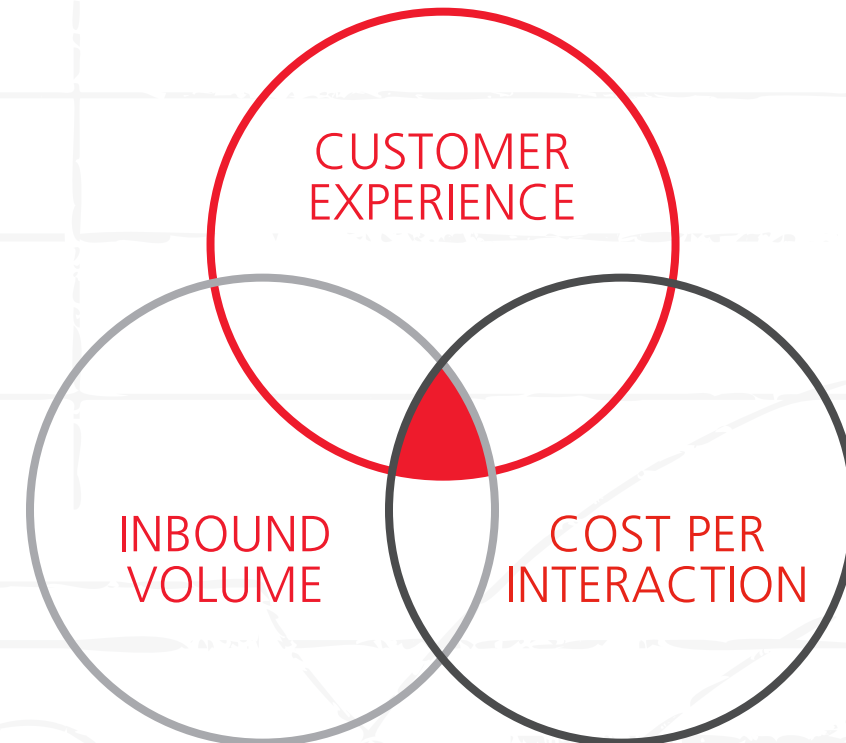 CUSTOMER
EXPERIENCE
INBOUND
VOLUME
COST PER
INTERACTION